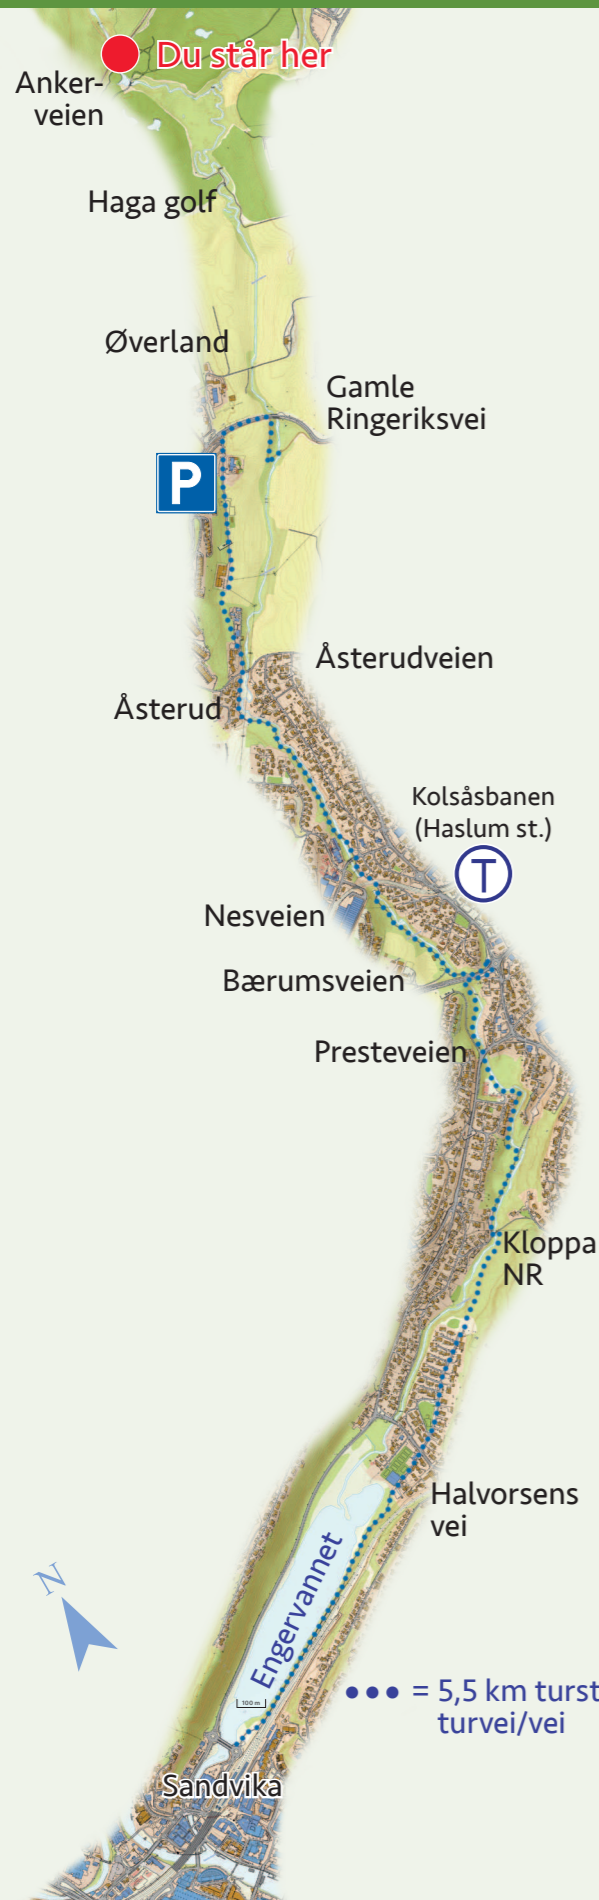 Du står her
Anker-
veien
Haga golf
Øverland
Gamle
Ringeriksvei
P
Åsterudveien
Åsterud
Kolsåsbanen
(Haslum st.)
T
Nesveien
Bærumsveien
Presteveien
Kloppa
NR
Halvorsens
vei
N
Engervannet
100 m
= 5,5 km turst
turvei/vei
Sandvika